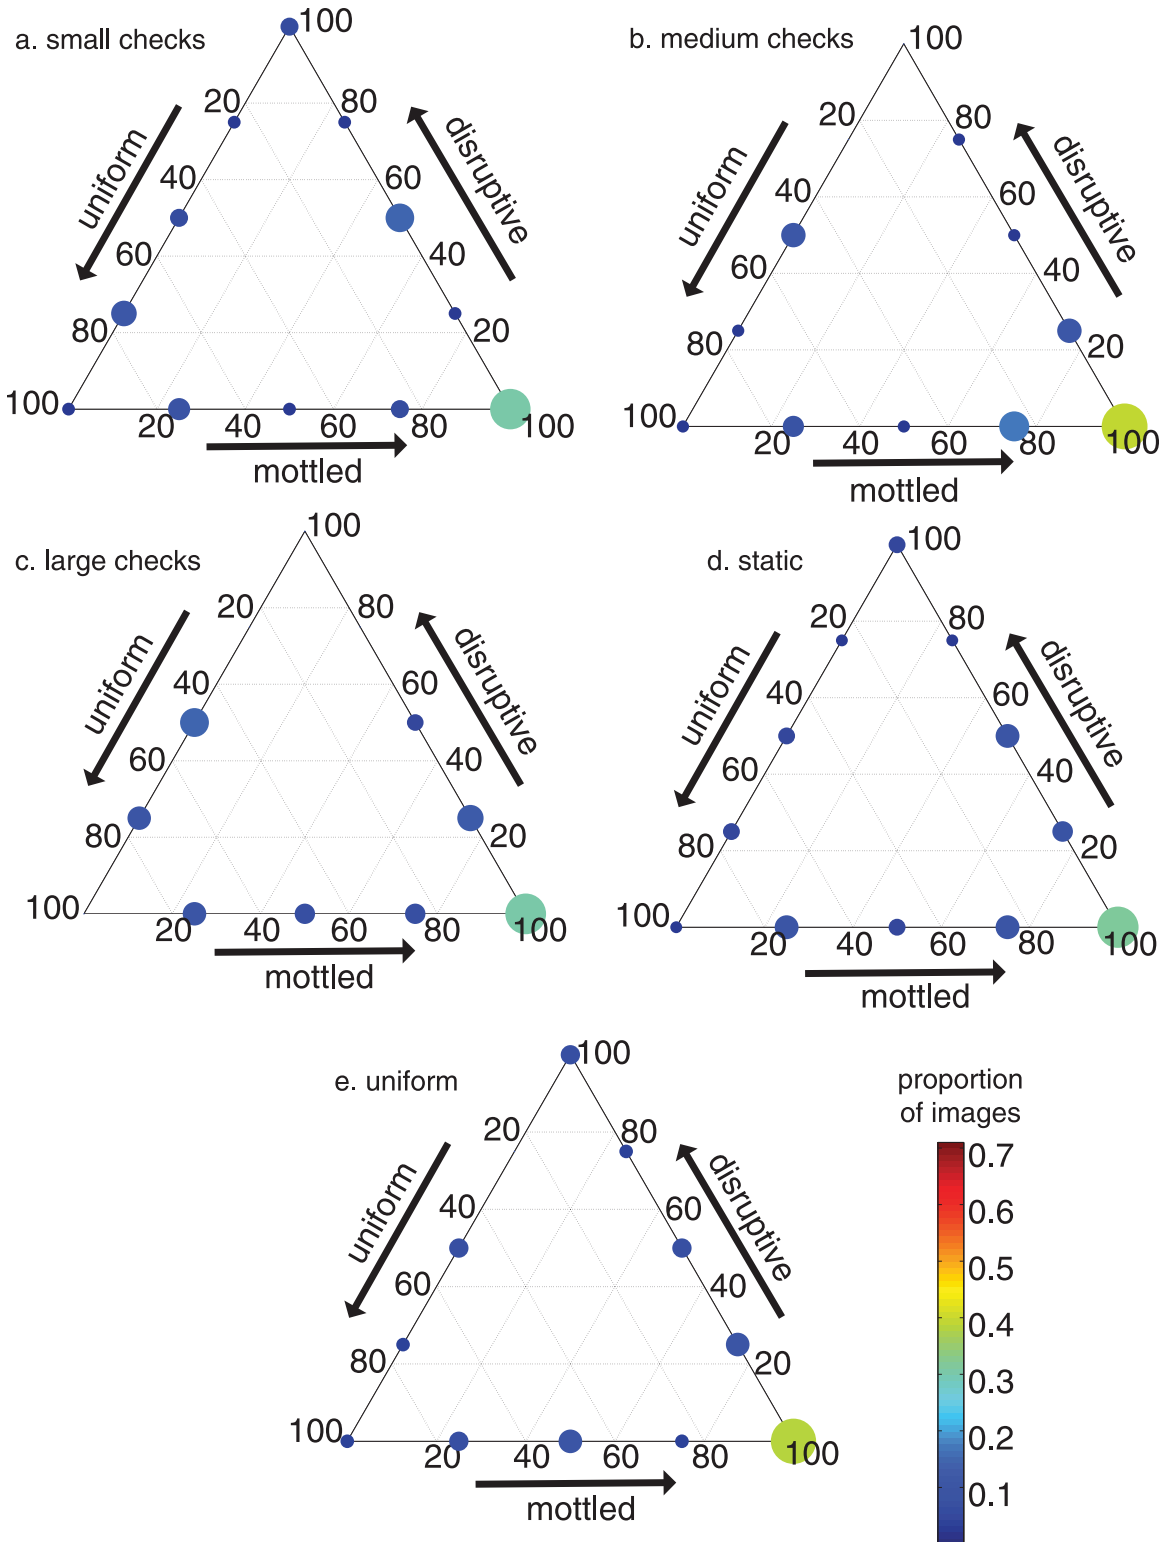 a. small checks
100
20 80
uniform disruptive
40 60
60 40
80 20
100 20 40 60 80 100
mottled
b. medium checks
100
20 80
uniform disruptive
40 60
60 40
80 20
100 20 40 60 80 100
mottled
c. large checks
100
20 80
uniform disruptive
40 60
60 40
80 20
100 20 40 60 80 100
mottled
d. static
100
20 80
uniform disruptive
40 60
60 40
80 20
100 20 40 60 80 100
mottled
e. uniform
100
20 80
uniform disruptive
40 60
60 40
80 20
100 20 40 60 80 100
mottled
proportion
of images
0.7
0.6
0.5
0.4
0.3
0.2
0.1